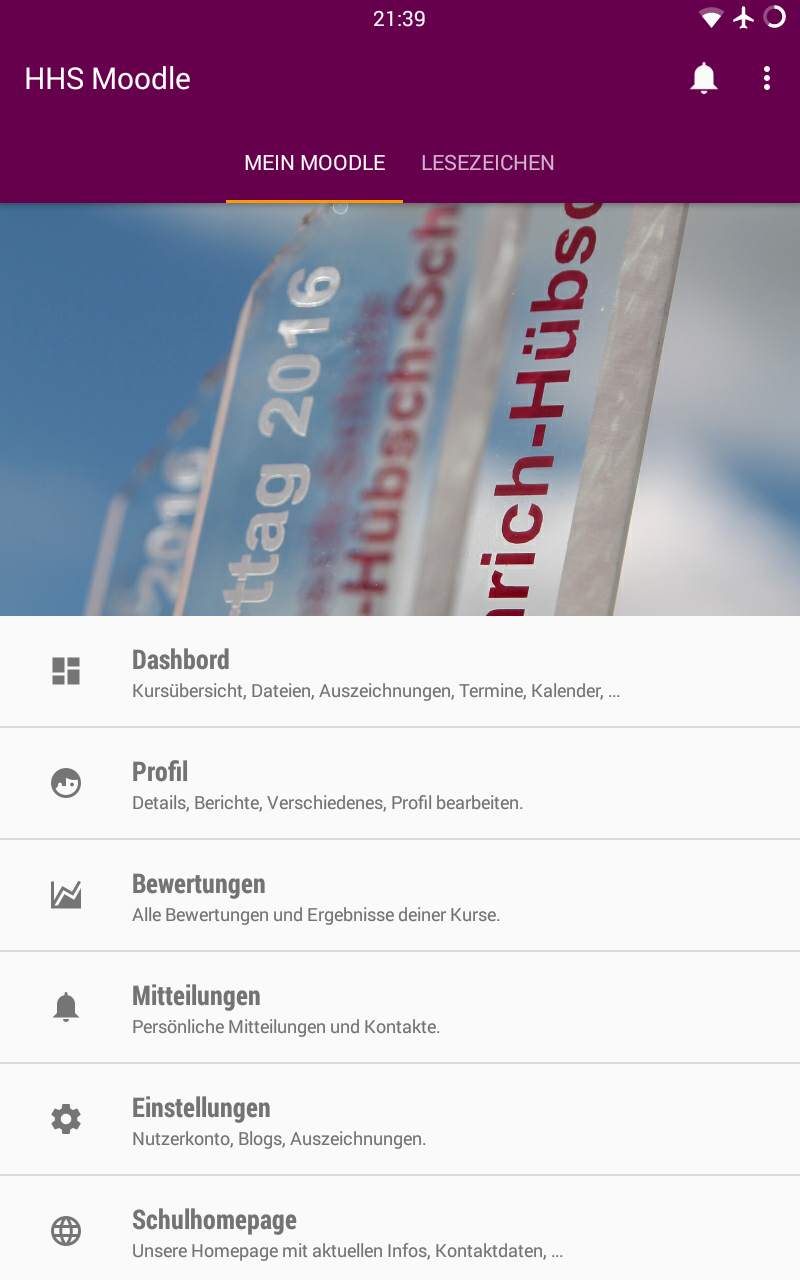 21:39
HHS Moodle
MEIN MOODLE
LESEZEICHEN
2016
ttag 2016
-Hübsch-Sch
nrich-Hübsc
Dashbord
Kursübersicht, Dateien, Auszeichnungen, Termine, Kalender, ...
Profil
Details, Berichte, Verschiedenes, Profil bearbeiten.
Bewertungen
Alle Bewertungen und Ergebnisse deiner Kurse.
Mitteilungen
Persönliche Mitteilungen und Kontakte.
Einstellungen
Nutzerkonto, Blogs, Auszeichnungen.
Schulhomepage
Unsere Homepage mit aktuellen Infos, Kontaktdaten, ...